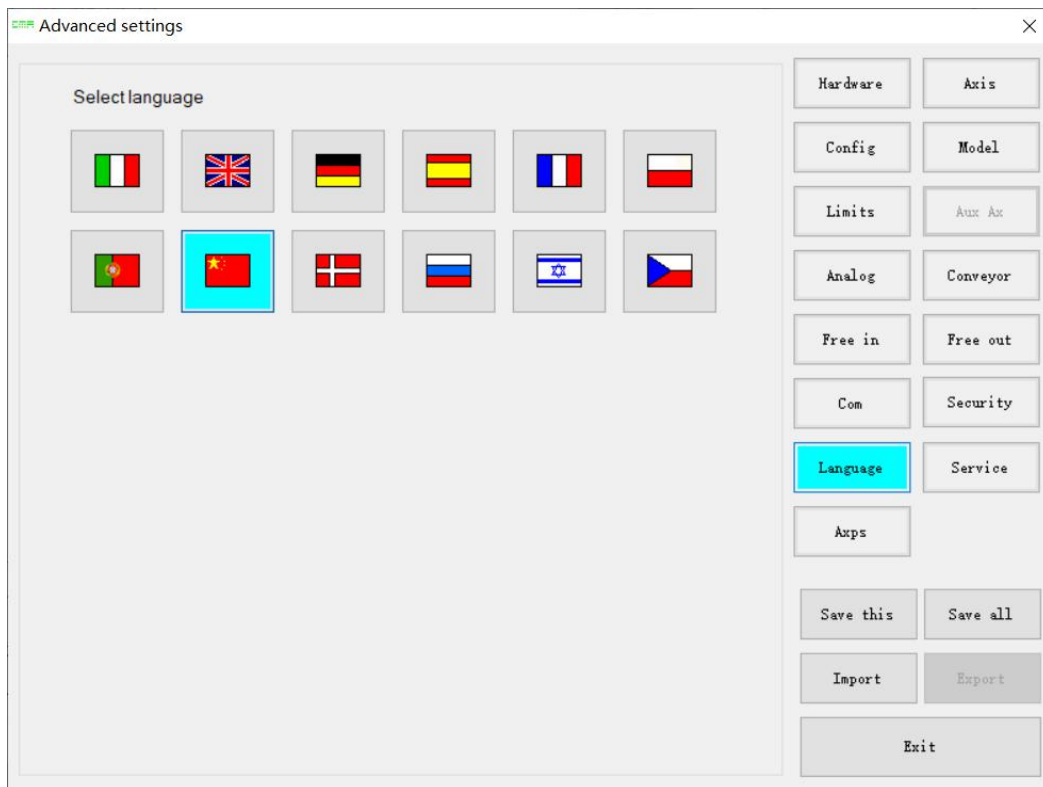 CMA Advanced settings
Select language
Hardware
Axis
Config
Model
Limits
Aux Ax
Analog
Conveyor
Free in
Free out
Com
Security
Language
Service
Axps
Save this
Save all
Import
Export
Exit